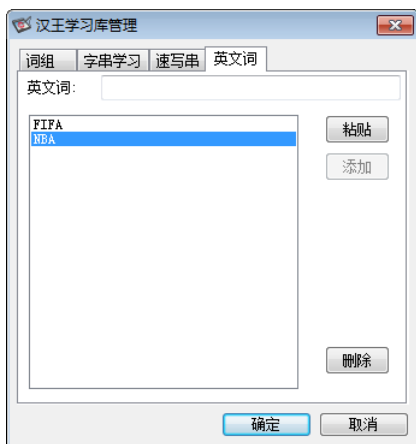 汉王学习库管理
词组 字串学习 速写串 英文词
英文词:
FIFA
NBA
粘贴
添加
删除
确定 取消